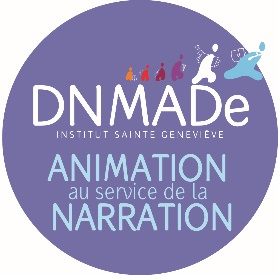 DNMADe
INSTITUT SAINTE GENEVIÈVE
ANIMATION
au service de la
NARRATION